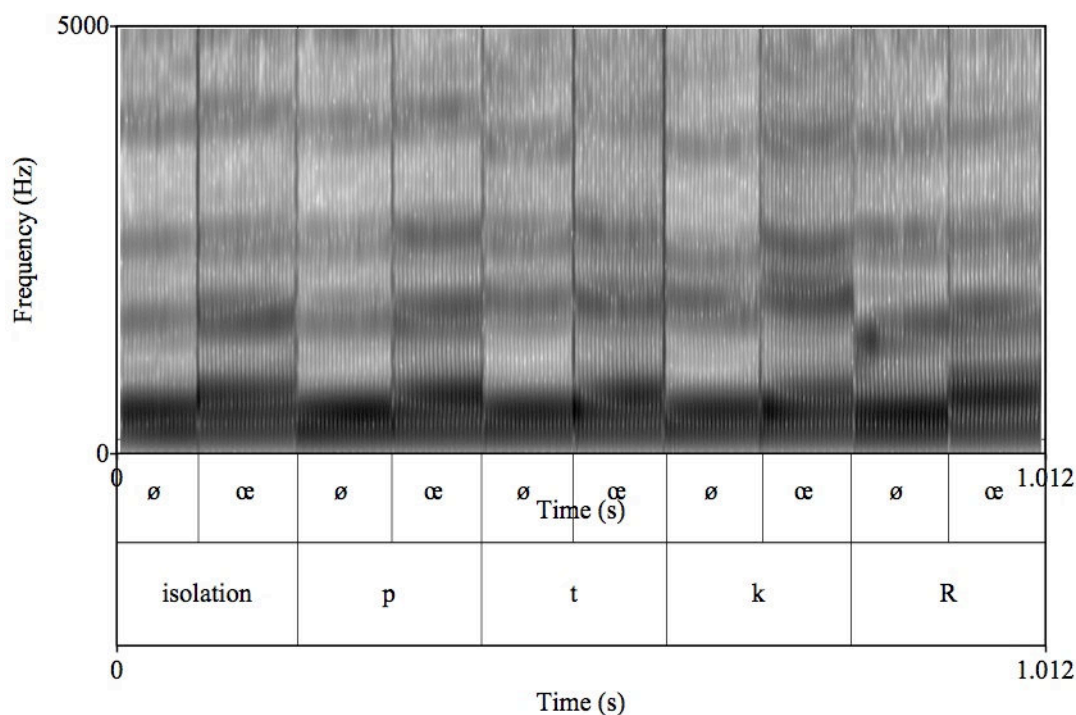 5000
Frequency (Hz)
0
0 1.012
ø œ ø œ ø œ ø œ ø œ
Time (s)
isolation p t k R
0 1.012
Time (s)